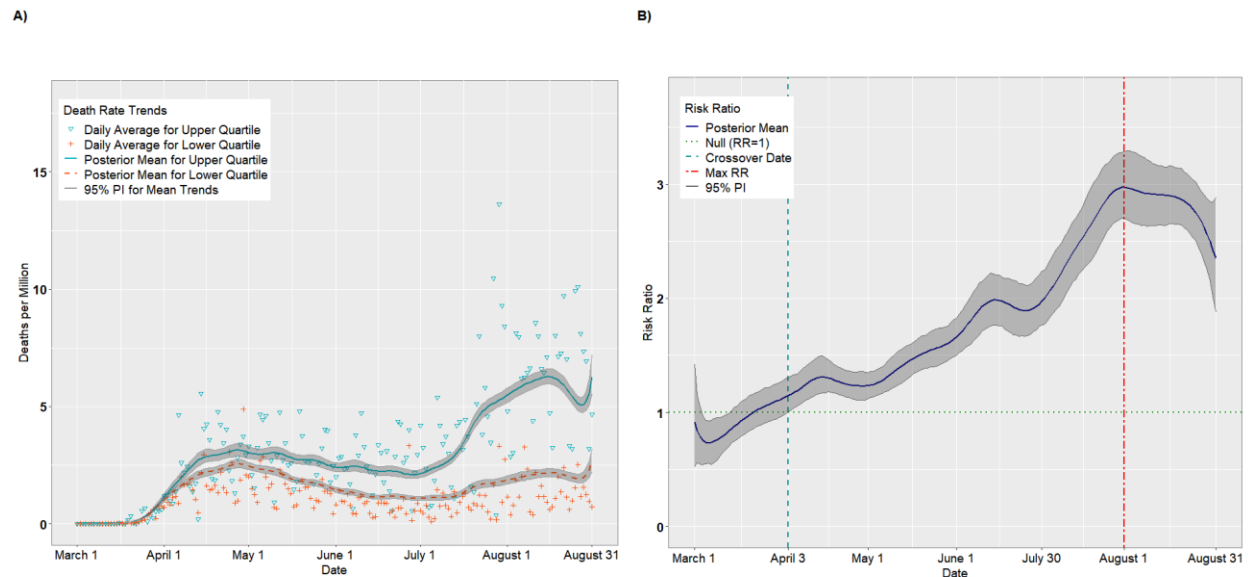 A)
Death Rate Trends
Daily Average for Upper Quartile
Daily Average for Lower Quartile
Posterior Mean for Upper Quartile
Posterior Mean for Lower Quartile
95% PI for Mean Trends
Deaths per Million
15
10
5
0
March 1 April 1 May 1 June 1 July 1 August 1 August 31
Date
B)
Risk Ratio
Posterior Mean
Null (RR=1)
Crossover Date
Max RR
95% PI
Risk Ratio
3
2
1
0
March 1 April 3 May 1 June 1 July 30 August 1 August 31
Date